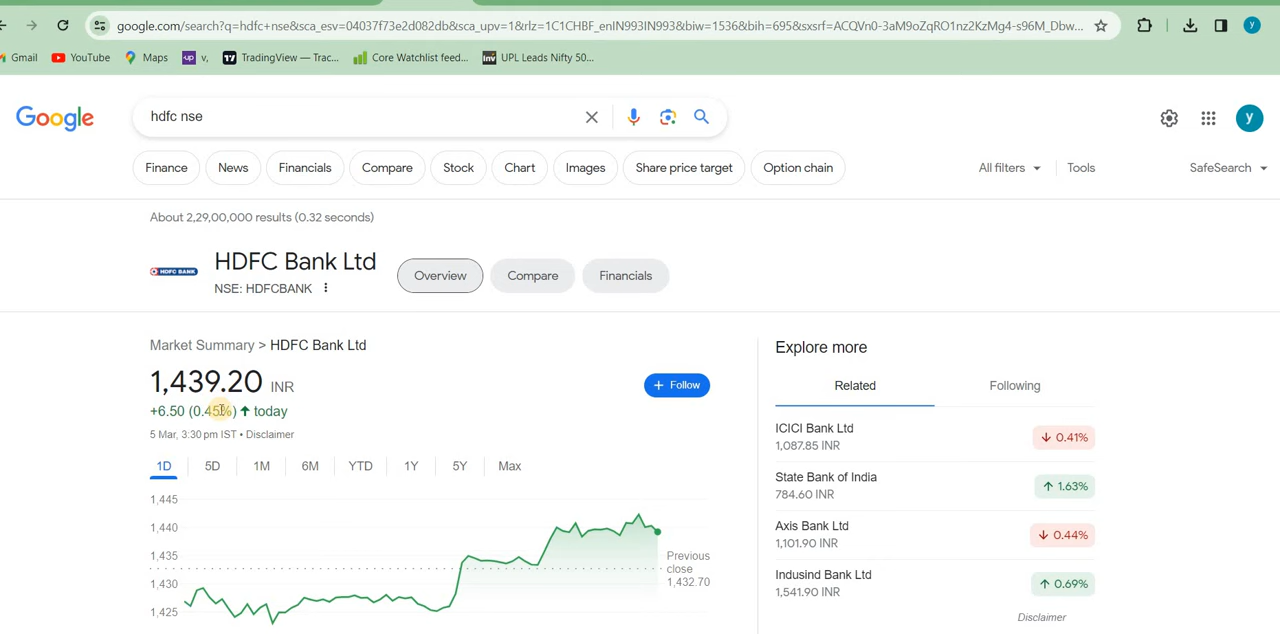 google.com/search?q=hdfc+nse&sca_esv=04037f73e2d082db&sca_upv=1&rlz=1C1CHBF_enIN993IN993&biw=1536&bih=695&sxsrf=ACQVn0-3aM9oZqRO1nz2KzMg4-s96M_Dbw...
y
Gmail
YouTube
Maps
up
v,
TradingView — Trac...
Core Watchlist feed...
Inv
UPL Leads Nifty 50...
Google
hdfc nse
y
Finance
News
Financials
Compare
Stock
Chart
Images
Share price target
Option chain
All filters
Tools
SafeSearch
About 2,29,00,000 results (0.32 seconds)
HDFC BANK
HDFC Bank Ltd
NSE: HDFCBANK
Overview
Compare
Financials
Market Summary > HDFC Bank Ltd
1,439.20 INR
+ Follow
+6.50 (0.45%) ↑ today
5 Mar, 3:30 pm IST • Disclaimer
1D
5D
1M
6M
YTD
1Y
5Y
Max
1,445
1,440
1,435
1,430
1,425
Previous
close
1,432.70
Explore more
Related
Following
ICICI Bank Ltd
1,087.85 INR
↓ 0.41%
State Bank of India
784.60 INR
↑ 1.63%
Axis Bank Ltd
1,101.90 INR
↓ 0.44%
Indusind Bank Ltd
1,541.90 INR
↑ 0.69%
Disclaimer